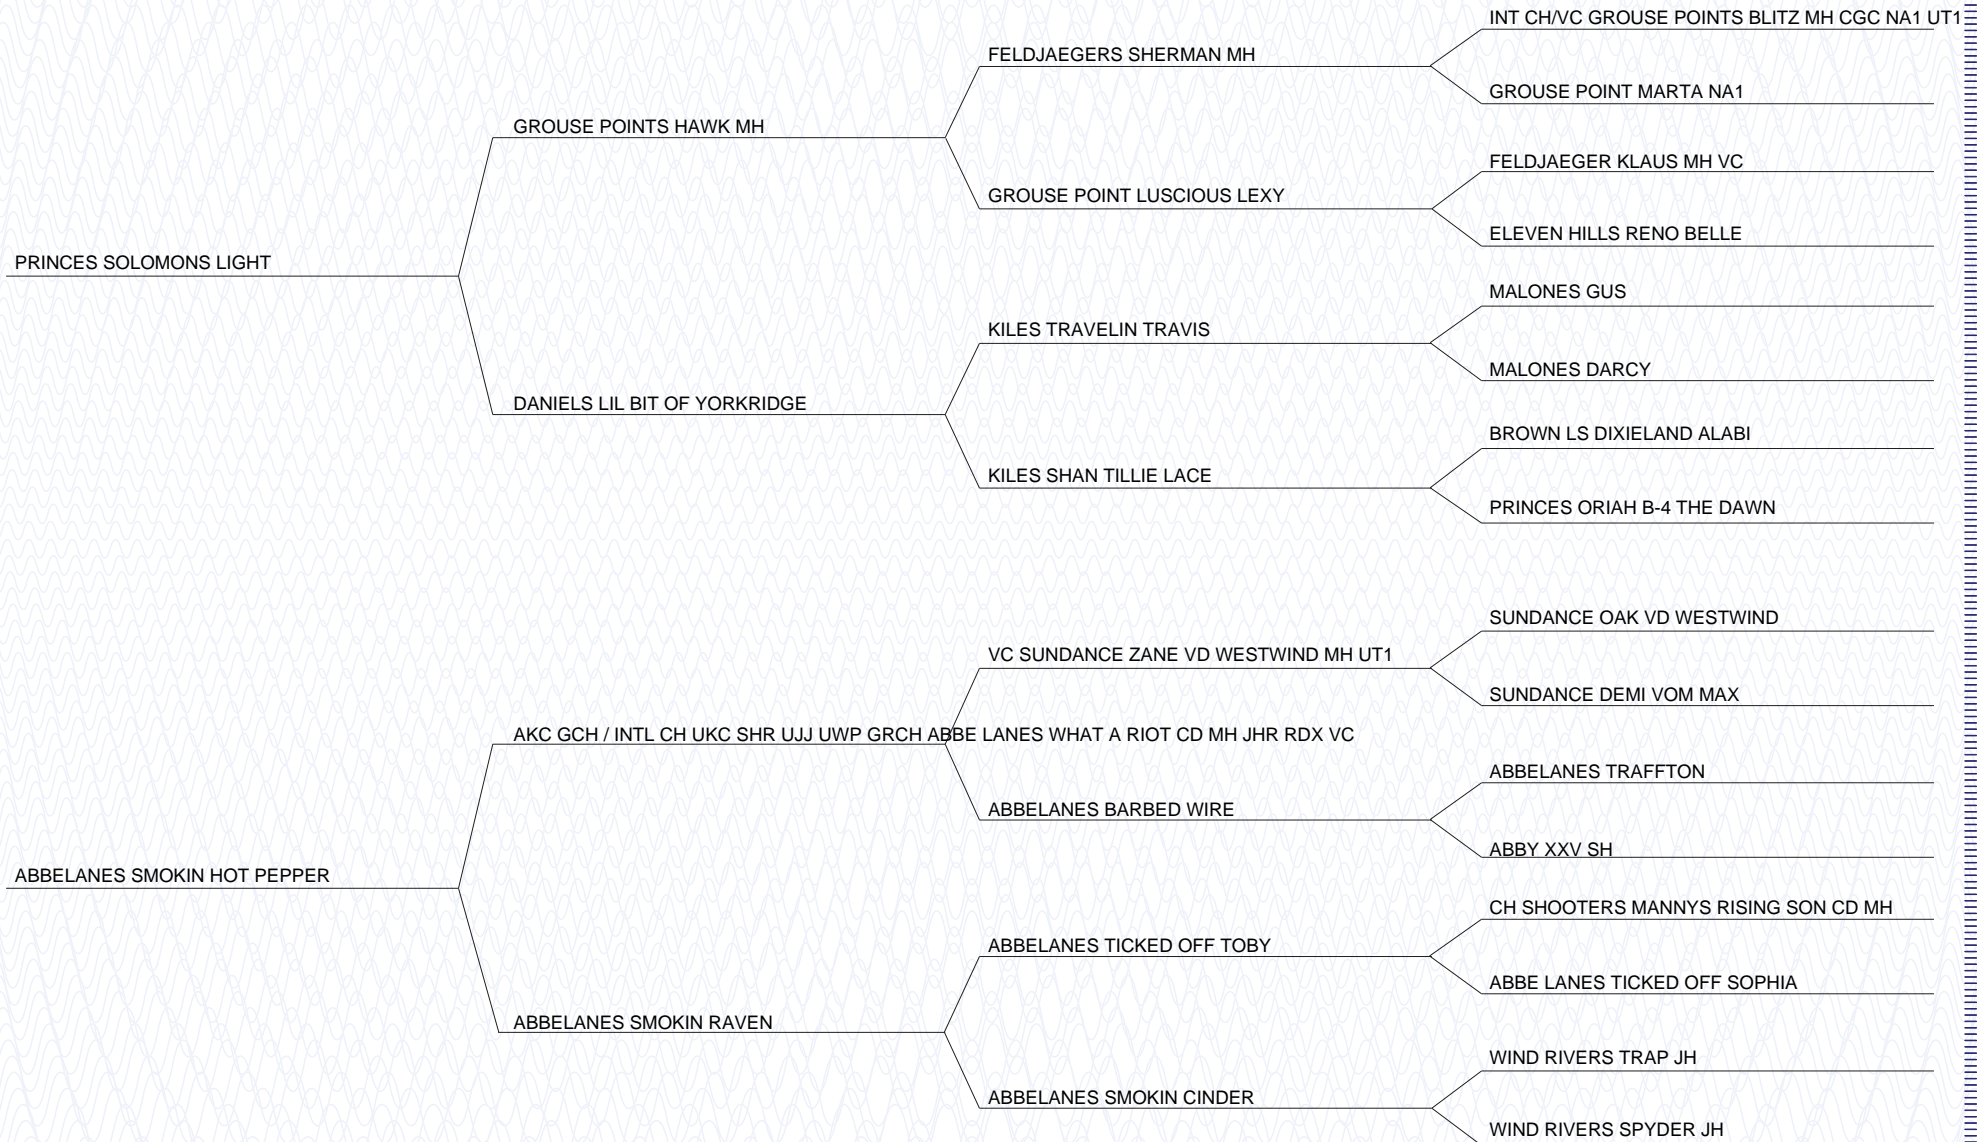 INT CH/VC GROUSE POINTS BLITZ MH CGC NA1 UT1
FELDJAEGERS SHERMAN MH
GROUSE POINT MARTA NA1
GROUSE POINTS HAWK MH
FELDJAEGER KLAUS MH VC
GROUSE POINT LUSCIOUS LEXY
ELEVEN HILLS RENO BELLE
PRINCES SOLOMONS LIGHT
MALONES GUS
KILES TRAVELIN TRAVIS
MALONES DARCY
DANIELS LIL BIT OF YORKRIDGE
BROWN LS DIXIELAND ALABI
KILES SHAN TILLIE LACE
PRINCES ORIAH B-4 THE DAWN
SUNDANCE OAK VD WESTWIND
VC SUNDANCE ZANE VD WESTWIND MH UT1
SUNDANCE DEMI VOM MAX
AKC GCH / INTL CH UKC SHR UJJ UWP GRCH ABBE LANES WHAT A RIOT CD MH JHR RDX VC
ABBELANES TRAFFTON
ABBELANES BARBED WIRE
ABBY XXV SH
ABBELANES SMOKIN HOT PEPPER
CH SHOOTERS MANNYS RISING SON CD MH
ABBELANES TICKED OFF TOBY
ABBE LANES TICKED OFF SOPHIA
ABBELANES SMOKIN RAVEN
WIND RIVERS TRAP JH
ABBELANES SMOKIN CINDER
WIND RIVERS SPYDER JH